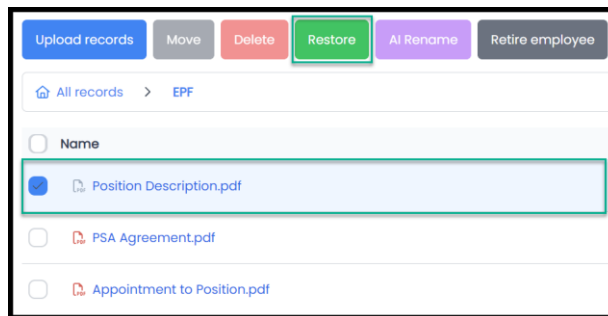 Upload records Move Delete Restore AI Rename Retire employee
All records > EPF
Name
Position Description.pdf
PSA Agreement.pdf
Appointment to Position.pdf